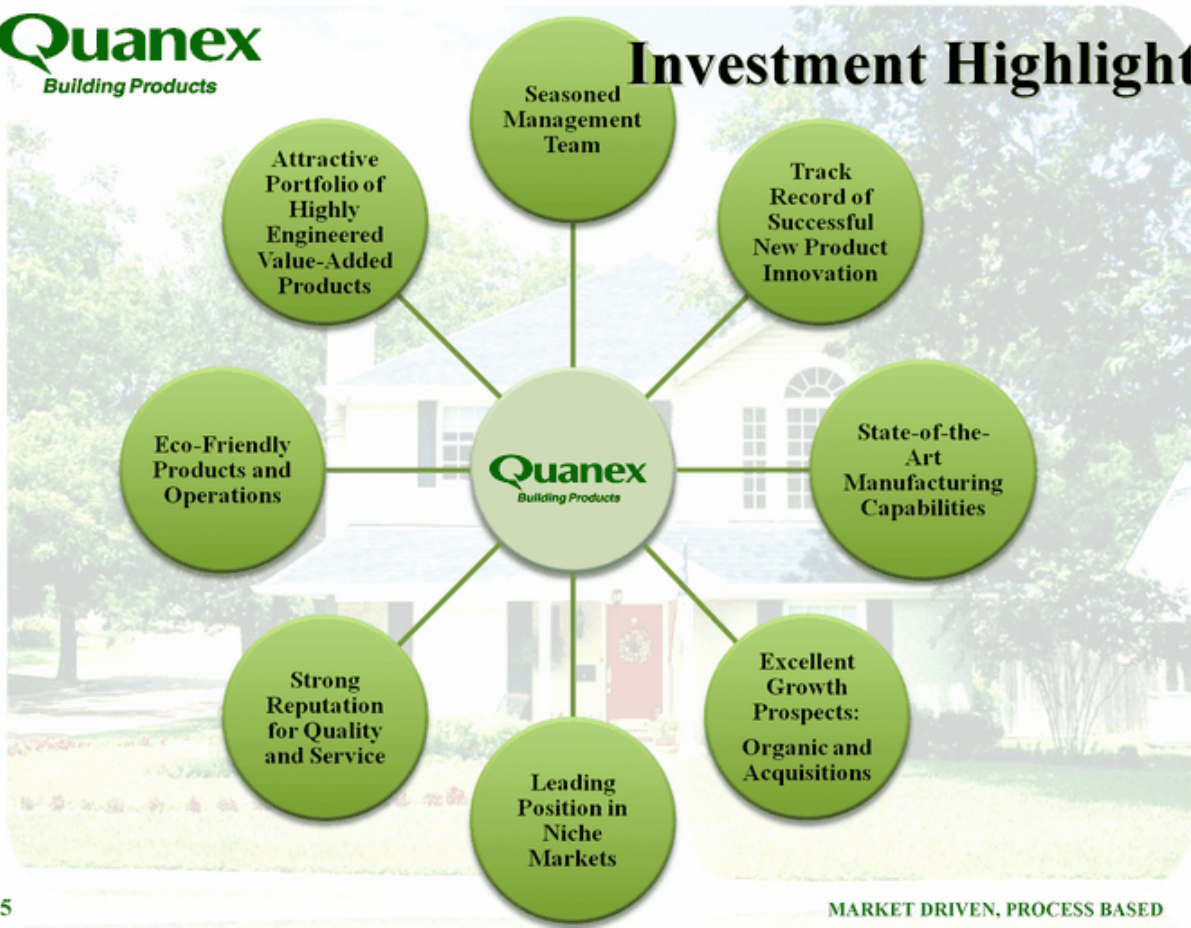 Quanex
Building Products
Investment Highlight
Seasoned
Management
Team
Track
Record of
Successful
New Product
Innovation
State-of-the-
Art
Manufacturing
Capabilities
Excellent
Growth
Prospects:
Organic and
Acquisitions
Leading
Position in
Niche
Markets
Strong
Reputation
for Quality
and Service
Eco-Friendly
Products and
Operations
Attractive
Portfolio of
Highly
Engineered
Value-Added
Products
Quanex
Building Products
5
MARKET DRIVEN, PROCESS BASED